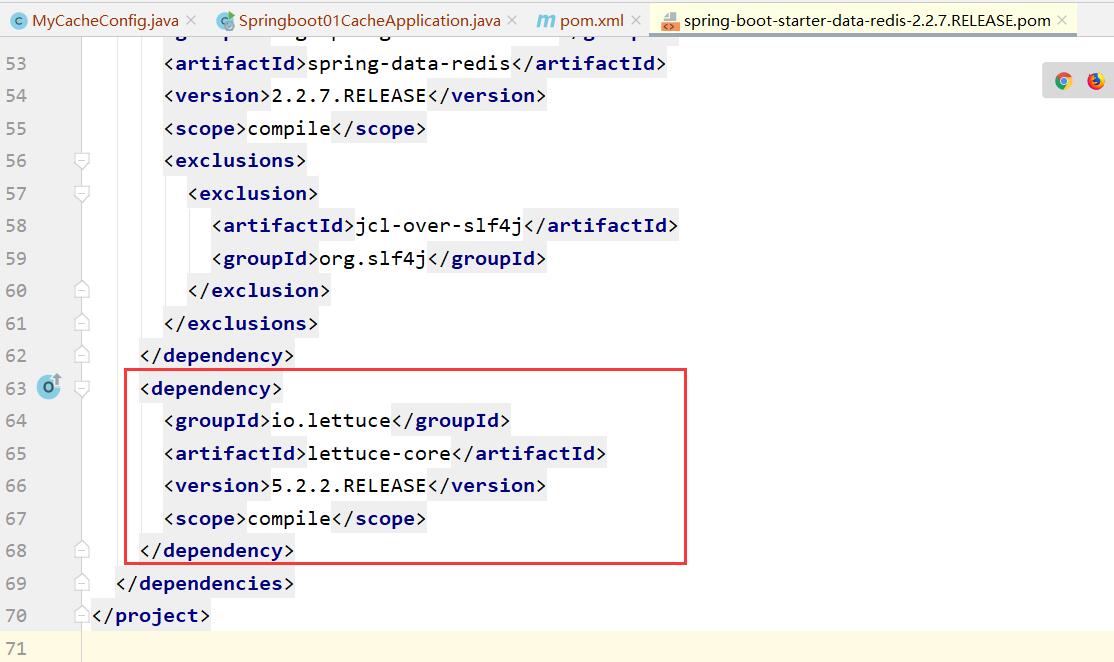 MyCacheConfig.java Springboot01CacheApplication.java pom.xml spring-boot-starter-data-redis-2.2.7.RELEASE.pom
53 <artifactId>spring-data-redis</artifactId>
54 <version>2.2.7.RELEASE</version>
55 <scope>compile</scope>
56 <exclusions>
57 <exclusion>
58 <artifactId>jcl-over-slf4j</artifactId>
59 <groupId>org.slf4j</groupId>
60 </exclusion>
61 </exclusions>
62 </dependency>
63 <dependency>
64 <groupId>io.lettuce</groupId>
65 <artifactId>lettuce-core</artifactId>
66 <version>5.2.2.RELEASE</version>
67 <scope>compile</scope>
68 </dependency>
69 </dependencies>
70 </project>
71